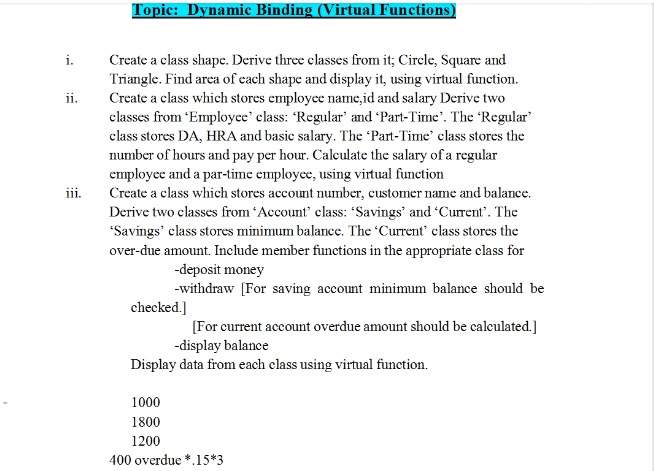 Topic: Dynamic Binding (Virtual Functions)
i. Create a class shape. Derive three classes from it; Circle, Square and
Triangle. Find area of each shape and display it, using virtual function.
ii. Create a class which stores employee name,id and salary Derive two
classes from ‘Employee’ class: ‘Regular’ and ‘Part-Time’. The ‘Regular’
class stores DA, HRA and basic salary. The ‘Part-Time’ class stores the
number of hours and pay per hour. Calculate the salary of a regular
employee and a par-time employee, using virtual function
iii. Create a class which stores account number, customer name and balance.
Derive two classes from ‘Account’ class: ‘Savings’ and ‘Current’. The
‘Savings’ class stores minimum balance. The ‘Current’ class stores the
over-due amount. Include member functions in the appropriate class for
-deposit money
-withdraw [For saving account minimum balance should be
checked.]
[For current account overdue amount should be calculated.]
-display balance
Display data from each class using virtual function.
1000
1800
1200
400 overdue *.15*3